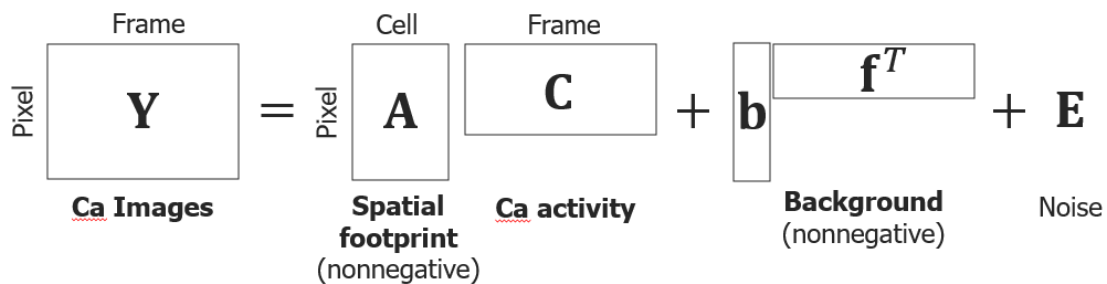 Frame
Cell
Frame
Pixel
Y
=
Pixel
A
C
+
b
f^T
+
E
Ca Images
Spatial
footprint
(nonnegative)
Ca activity
Background
(nonnegative)
Noise